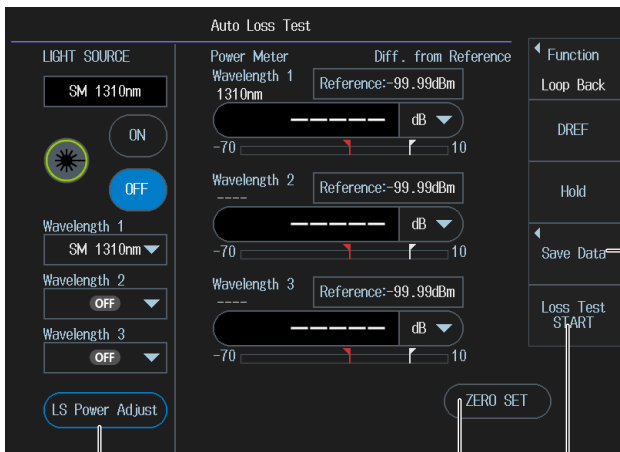 Auto Loss Test
LIGHT SOURCE
SM 1310nm
ON
OFF
Wavelength 1
SM 1310nm
Wavelength 2
OFF
Wavelength 3
OFF
LS Power Adjust
Power Meter Diff. from Reference
Wavelength 1
1310nm
Reference:-99.99dBm
----- dB
-70 10
Wavelength 2
----
Reference:-99.99dBm
----- dB
-70 10
Wavelength 3
----
Reference:-99.99dBm
----- dB
-70 10
ZERO SET
Function
Loop Back
DREF
Hold
Save Data
Loss Test
START